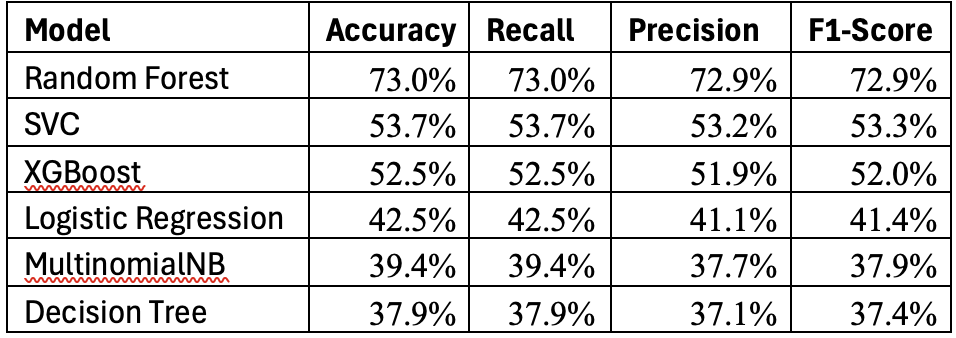 Model Accuracy Recall Precision F1-Score
Random Forest 73.0% 73.0% 72.9% 72.9%
SVC 53.7% 53.7% 53.2% 53.3%
XGBoost 52.5% 52.5% 51.9% 52.0%
Logistic Regression 42.5% 42.5% 41.1% 41.4%
MultinomialNB 39.4% 39.4% 37.7% 37.9%
Decision Tree 37.9% 37.9% 37.1% 37.4%